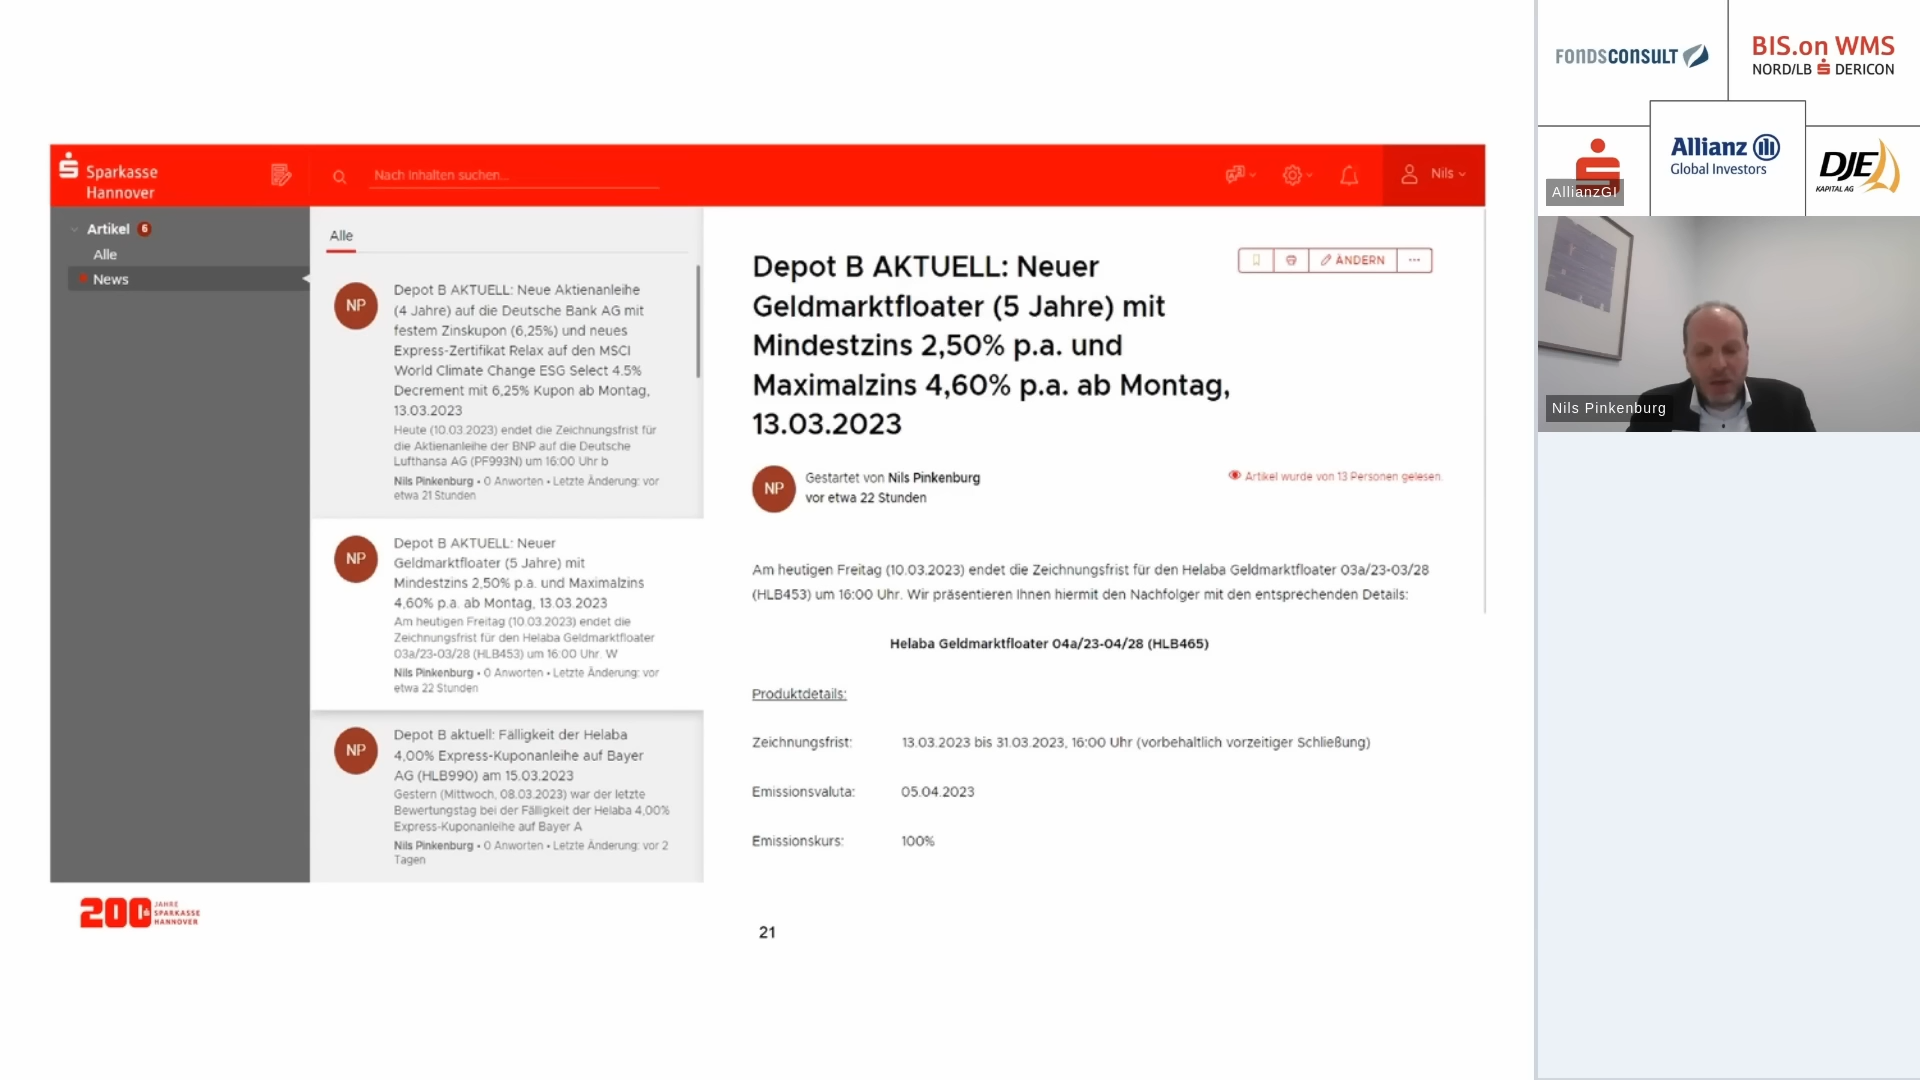 Sparkasse
Hannover
Nach Inhalten suchen...
Nils
Artikel 6
Alle
News
Alle
NP
Depot B AKTUELL: Neue Aktienanleihe
(4 Jahre) auf die Deutsche Bank AG mit
festem Zinskupon (6,25%) und neues
Express-Zertifikat Relax auf den MSCI
World Climate Change ESG Select 4.5%
Decrement mit 6,25% Kupon ab Montag,
13.03.2023
Heute (10.03.2023) endet die Zeichnungsfrist für
die Aktienanleihe der BNP auf die Deutsche
Lufthansa AG (PF993N) um 16:00 Uhr b
Nils Pinkenburg • 0 Anworten • Letzte Änderung: vor
etwa 21 Stunden
NP
Depot B AKTUELL: Neuer
Geldmarktfloater (5 Jahre) mit
Mindestzins 2,50% p.a. und Maximalzins
4,60% p.a. ab Montag, 13.03.2023
Am heutigen Freitag (10.03.2023) endet die
Zeichnungsfrist für den Helaba Geldmarktfloater
03a/23-03/28 (HLB453) um 16:00 Uhr. W
Nils Pinkenburg • 0 Anworten • Letzte Änderung: vor
etwa 22 Stunden
NP
Depot B aktuell: Fälligkeit der Helaba
4,00% Express-Kuponanleihe auf Bayer
AG (HLB990) am 15.03.2023
Gestern (Mittwoch, 08.03.2023) war der letzte
Bewertungstag bei der Fälligkeit der Helaba 4,00%
Express-Kuponanleihe auf Bayer A
Nils Pinkenburg • 0 Anworten • Letzte Änderung: vor 2
Tagen
Depot B AKTUELL: Neuer
Geldmarktfloater (5 Jahre) mit
Mindestzins 2,50% p.a. und
Maximalzins 4,60% p.a. ab Montag,
13.03.2023
ÄNDERN
NP
Gestartet von Nils Pinkenburg
vor etwa 22 Stunden
Artikel wurde von 13 Personen gelesen.
Am heutigen Freitag (10.03.2023) endet die Zeichnungsfrist für den Helaba Geldmarktfloater 03a/23-03/28
(HLB453) um 16:00 Uhr. Wir präsentieren Ihnen hiermit den Nachfolger mit den entsprechenden Details:
Helaba Geldmarktfloater 04a/23-04/28 (HLB465)
Produktdetails:
Zeichnungsfrist: 13.03.2023 bis 31.03.2023, 16:00 Uhr (vorbehaltlich vorzeitiger Schließung)
Emissionsvaluta: 05.04.2023
Emissionskurs: 100%
200 JAHRE
SPARKASSE
HANNOVER
21
FONDSCONSULT
BIS.on WMS
NORD/LB DERICON
Allianz
Global Investors
DJE
KAPITAL AG
AllianzGI
Nils Pinkenburg